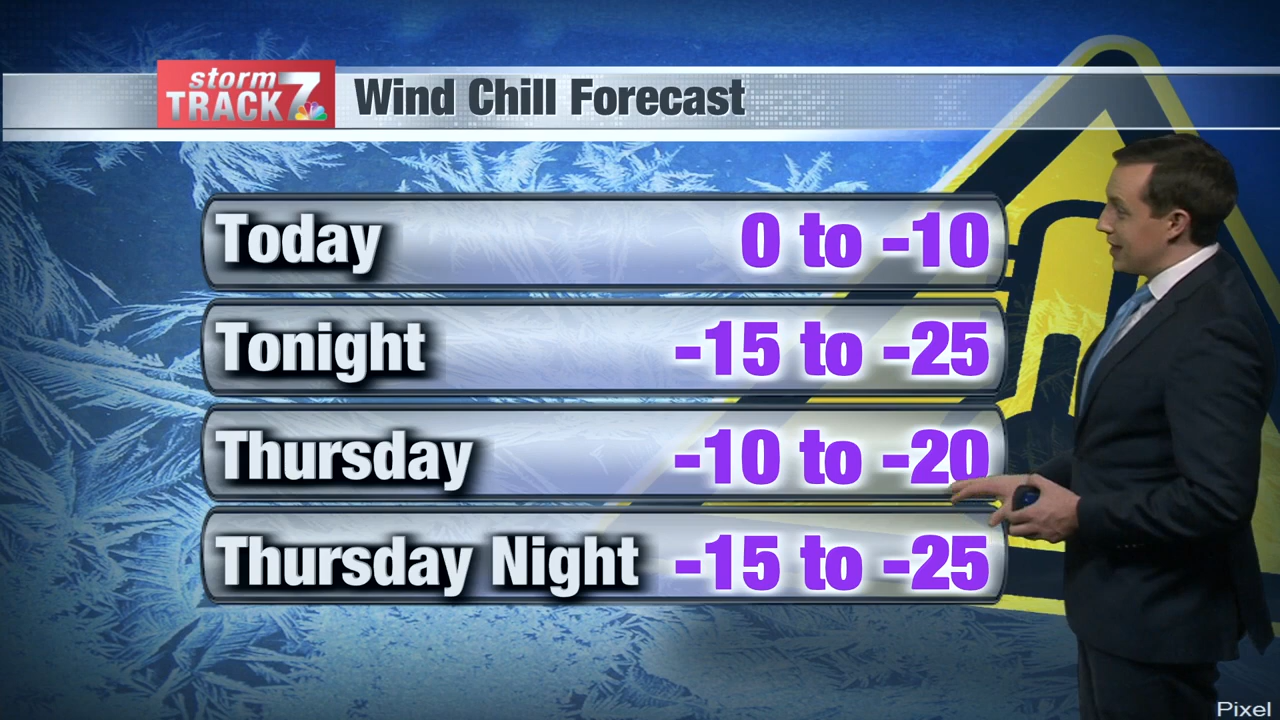 storm
TRACK 7
Wind Chill Forecast
Today 0 to -10
Tonight -15 to -25
Thursday -10 to -20
Thursday Night -15 to -25
Pixel